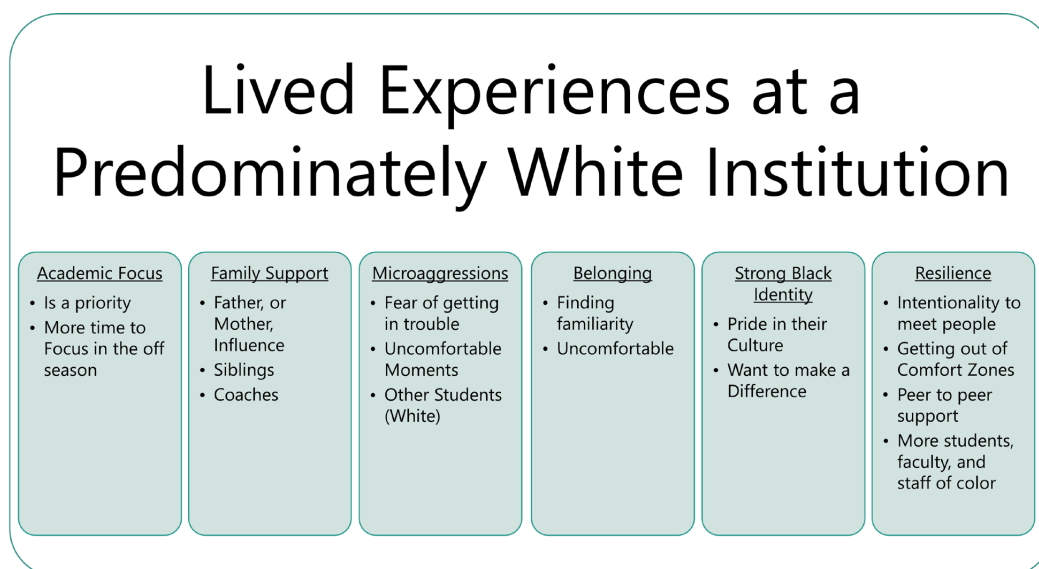 Lived Experiences at a
Predominately White Institution
Academic Focus
• Is a priority
• More time to
Focus in the off
season
Family Support
• Father, or
Mother,
Influence
• Siblings
• Coaches
Microaggressions
• Fear of getting
in trouble
• Uncomfortable
Moments
• Other Students
(White)
Belonging
• Finding
familiarity
• Uncomfortable
Strong Black
Identity
• Pride in their
Culture
• Want to make a
Difference
Resilience
• Intentionality to
meet people
• Getting out of
Comfort Zones
• Peer to peer
support
• More students,
faculty, and
staff of color